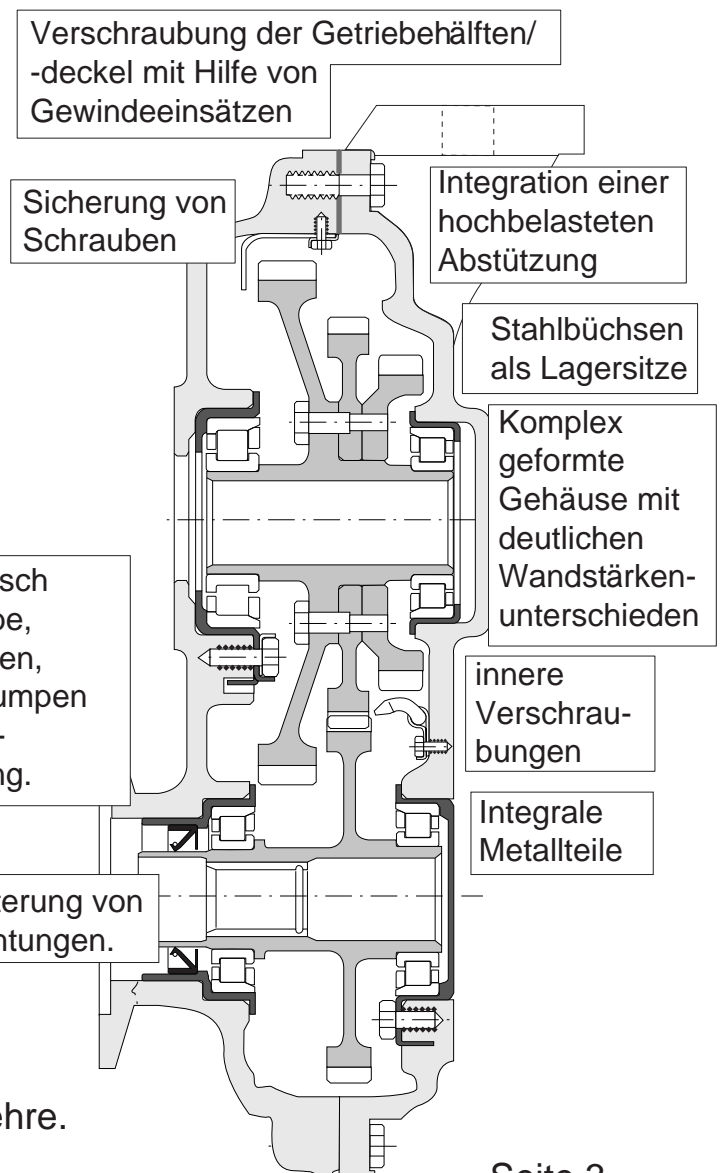 Verschraubung der Getriebehälften/
-deckel mit Hilfe von
Gewindeeinsätzen
Sicherung von
Schrauben
Integration einer
hochbelasteten
Abstützung
Stahlbüchsen
als Lagersitze
Komplex
geformte
Gehäuse mit
deutlichen
Wandstärken-
unterschieden
innere
Verschrau-
bungen
Integrale
Metallteile
von